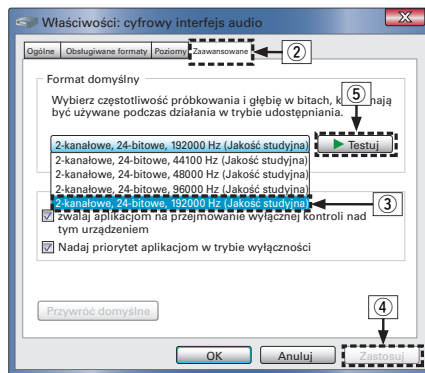 Właściwości: cyfrowy interfejs audio
Ogólne Obsługiwane formaty Poziomy Zaawansowane
②
Format domyślny
⑤
Wybierz częstotliwość próbkowania i głębię w bitach, k nają
być używane podczas działania w trybie udostępniania.
2-kanałowe, 24-bitowe, 192000 Hz (Jakość studyjna) Testuj
2-kanałowe, 24-bitowe, 44100 Hz (Jakość studyjna)
2-kanałowe, 24-bitowe, 48000 Hz (Jakość studyjna)
2-kanałowe, 24-bitowe, 96000 Hz (Jakość studyjna)
2-kanałowe, 24-bitowe, 192000 Hz (Jakość studyjna)
③
zwalaj aplikacjom na przejmowanie wyłącznej kontroli nad
tym urządzeniem
Nadaj priorytet aplikacjom w trybie wyłączności
Przywróć domyślne
④
OK Anuluj Zastosuj